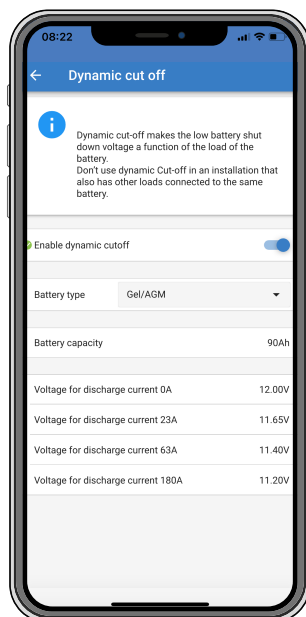 08:22
Dynamic cut off
Dynamic cut-off makes the low battery shut
down voltage a function of the load of the
battery.
Don't use dynamic Cut-off in an installation that
also has other loads connected to the same
battery.
Enable dynamic cutoff
Battery type Gel/AGM
Battery capacity 90Ah
Voltage for discharge current 0A 12.00V
Voltage for discharge current 23A 11.65V
Voltage for discharge current 63A 11.40V
Voltage for discharge current 180A 11.20V